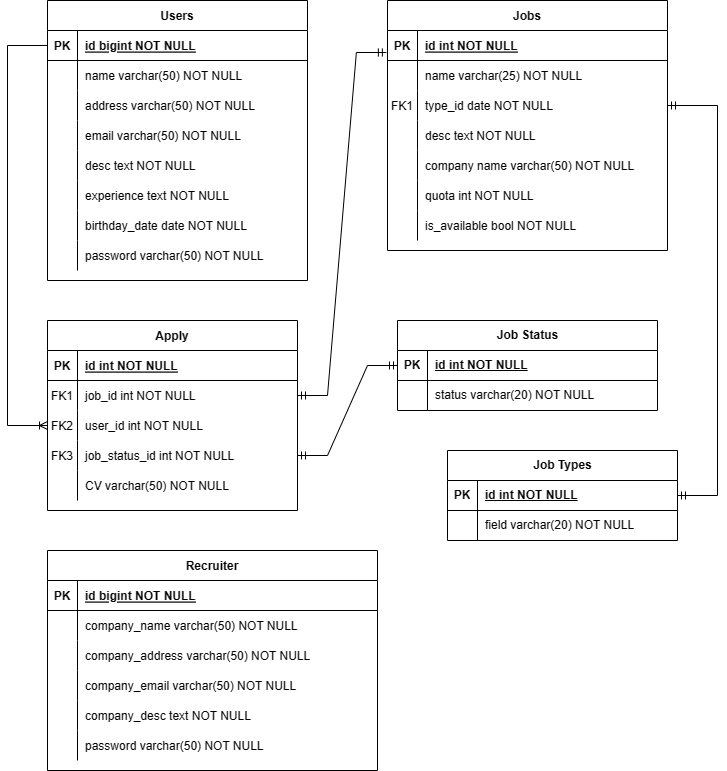 Users
PK id bigint NOT NULL
name varchar(50) NOT NULL
address varchar(50) NOT NULL
email varchar(50) NOT NULL
desc text NOT NULL
experience text NOT NULL
birthday_date date NOT NULL
password varchar(50) NOT NULL
Jobs
PK id int NOT NULL
name varchar(25) NOT NULL
FK1 type_id date NOT NULL
desc text NOT NULL
company name varchar(50) NOT NULL
quota int NOT NULL
is_available bool NOT NULL
Apply
PK id int NOT NULL
FK1 job_id int NOT NULL
FK2 user_id int NOT NULL
FK3 job_status_id int NOT NULL
CV varchar(50) NOT NULL
Job Status
PK id int NOT NULL
status varchar(20) NOT NULL
Job Types
PK id int NOT NULL
field varchar(20) NOT NULL
Recruiter
PK id bigint NOT NULL
company_name varchar(50) NOT NULL
company_address varchar(50) NOT NULL
company_email varchar(50) NOT NULL
company_desc text NOT NULL
password varchar(50) NOT NULL